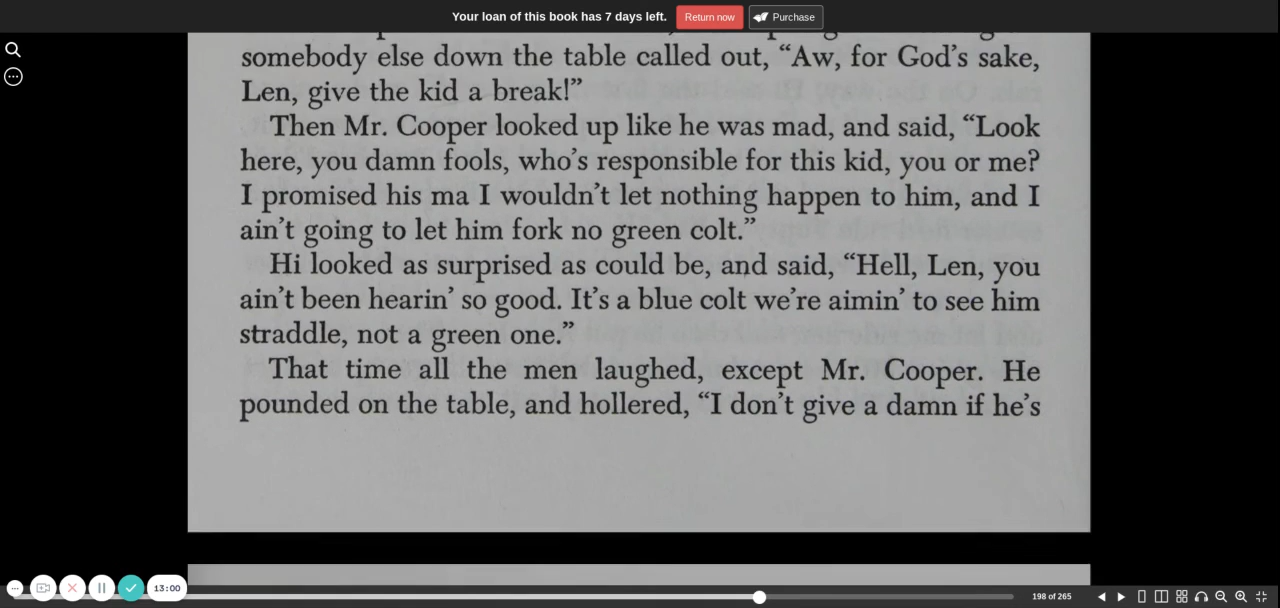 Your loan of this book has 7 days left. Return now Purchase
somebody else down the table called out, “Aw, for God’s sake,
Len, give the kid a break!”
Then Mr. Cooper looked up like he was mad, and said, “Look
here, you damn fools, who’s responsible for this kid, you or me?
I promised his ma I wouldn’t let nothing happen to him, and I
ain’t going to let him fork no green colt.”
Hi looked as surprised as could be, and said, “Hell, Len, you
ain’t been hearin’ so good. It’s a blue colt we’re aimin’ to see him
straddle, not a green one.”
That time all the men laughed, except Mr. Cooper. He
pounded on the table, and hollered, “I don’t give a damn if he’s
13:00
198 of 265